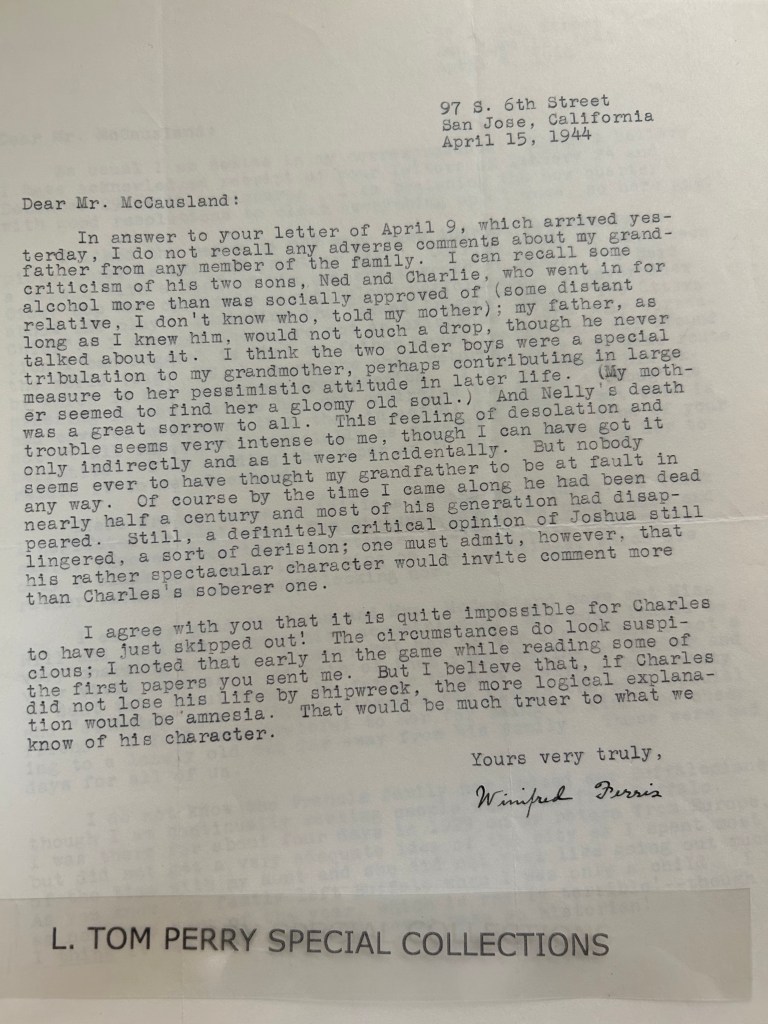 97 S. 6th Street
San Jose, California
April 15, 1944
Dear Mr. McCausland:
In answer to your letter of April 9, which arrived yes-
terday, I do not recall any adverse comments about my grand-
father from any member of the family. I can recall some
criticism of his two sons, Ned and Charlie, who went in for
alcohol more than was socially approved of (some distant
relative, I don't know who, told my mother); my father, as
long as I knew him, would not touch a drop, though he never
talked about it. I think the two older boys were a special
tribulation to my grandmother, perhaps contributing in large
measure to her pessimistic attitude in later life. (My moth-
er seemed to find her a gloomy old soul.) And Nelly's death
was a great sorrow to all. This feeling of desolation and
trouble seems very intense to me, though I can have got it
only indirectly and as it were incidentally. But nobody
seems ever to have thought my grandfather to be at fault in
any way. Of course by the time I came along he had been dead
nearly half a century and most of his generation had disap-
peared. Still, a definitely critical opinion of Joshua still
lingered, a sort of derision; one must admit, however, that
his rather spectacular character would invite comment more
than Charles's soberer one.
I agree with you that it is quite impossible for Charles
to have just skipped out! The circumstances do look suspi-
cious; I noted that early in the game while reading some of
the first papers you sent me. But I believe that, if Charles
did not lose his life by shipwreck, the more logical explana-
tion would be amnesia. That would be much truer to what we
know of his character.
Yours very truly,
Winifred Ferris
L. TOM PERRY SPECIAL COLLECTIONS